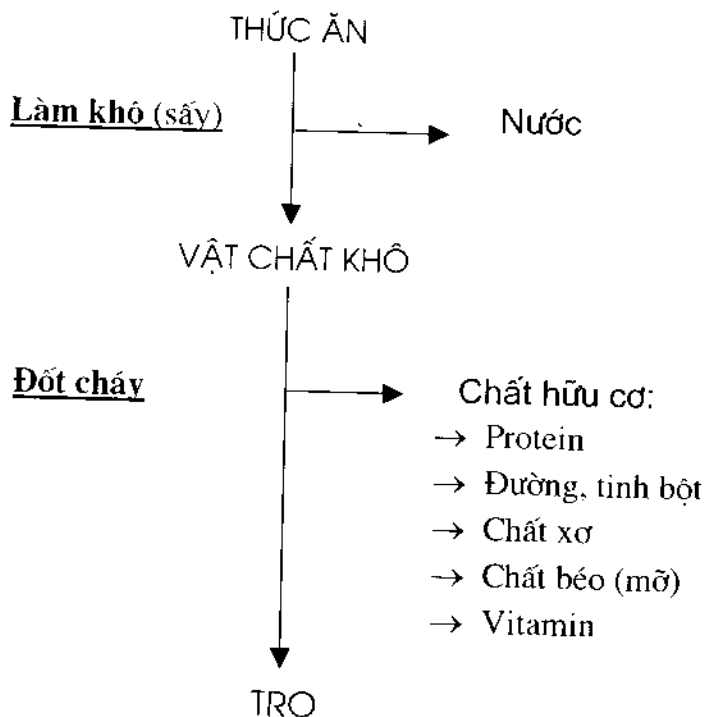 THỨC ĂN
Làm khô (sấy)
Nước
VẬT CHẤT KHÔ
Đốt cháy
Chất hữu cơ:
→ Protein
→ Đường, tinh bột
→ Chất xơ
→ Chất béo (mỡ)
→ Vitamin
TRO